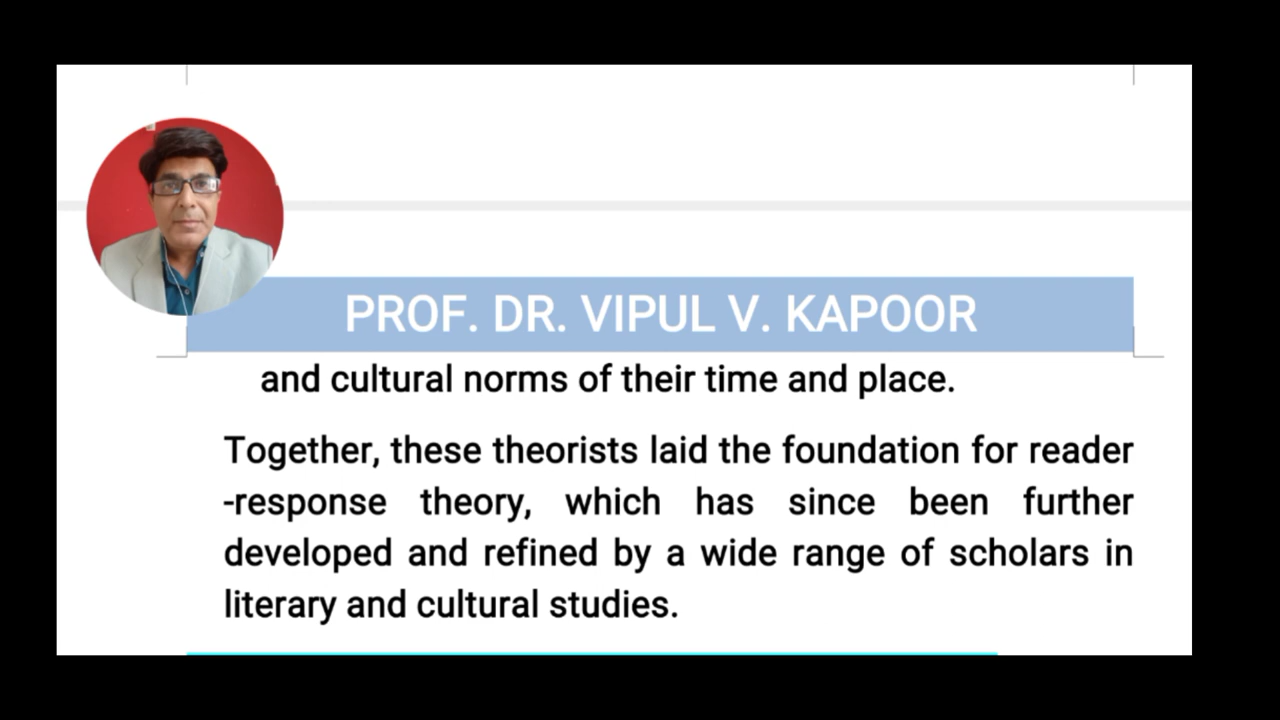 PROF. DR. VIPUL V. KAPOOR
and cultural norms of their time and place.
Together, these theorists laid the foundation for reader
-response theory, which has since been further
developed and refined by a wide range of scholars in
literary and cultural studies.